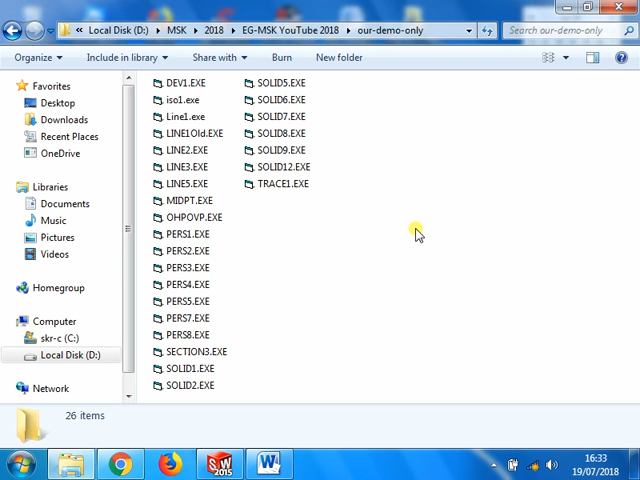 « Local Disk (D:) ▸ MSK ▸ 2018 ▸ EG-MSK YouTube 2018 ▸ our-demo-only
Search our-demo-only
Organize Include in library Share with Burn New folder
Favorites
Desktop
Downloads
Recent Places
OneDrive
Libraries
Documents
Music
Pictures
Videos
Homegroup
Computer
skr-c (C:)
Local Disk (D:)
Network
DEV1.EXE
iso1.exe
Line1.exe
LINE1Old.EXE
LINE2.EXE
LINE3.EXE
LINE5.EXE
MIDPT.EXE
OHPOVP.EXE
PERS1.EXE
PERS2.EXE
PERS3.EXE
PERS4.EXE
PERS5.EXE
PERS7.EXE
PERS8.EXE
SECTION3.EXE
SOLID1.EXE
SOLID2.EXE
SOLID5.EXE
SOLID6.EXE
SOLID7.EXE
SOLID8.EXE
SOLID9.EXE
SOLID12.EXE
TRACE1.EXE
26 items
SW
2015
W
16:33
19/07/2018